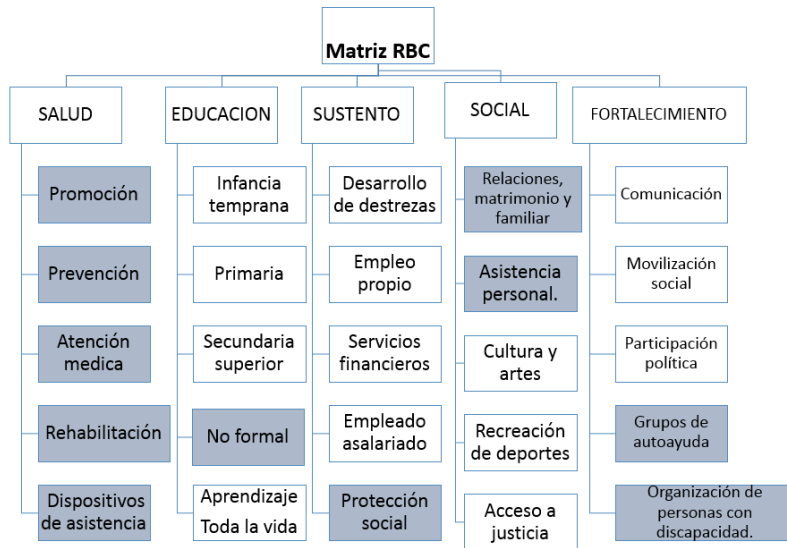 Matriz RBC
SALUD
EDUCACION
SUSTENTO
SOCIAL
FORTALECIMIENTO
Promoción
Prevención
Atención
medica
Rehabilitación
Dispositivos
de asistencia
Infancia
temprana
Primaria
Secundaria
superior
No formal
Aprendizaje
Toda la vida
Desarrollo
de destrezas
Empleo
propio
Servicios
financieros
Empleado
asalariado
Protección
social
Relaciones,
matrimonio y
familiar
Asistencia
personal.
Cultura y
artes
Recreación
de deportes
Acceso a
justicia
Comunicación
Movilización
social
Participación
política
Grupos de
autoayuda
Organización de
personas con
discapacidad.